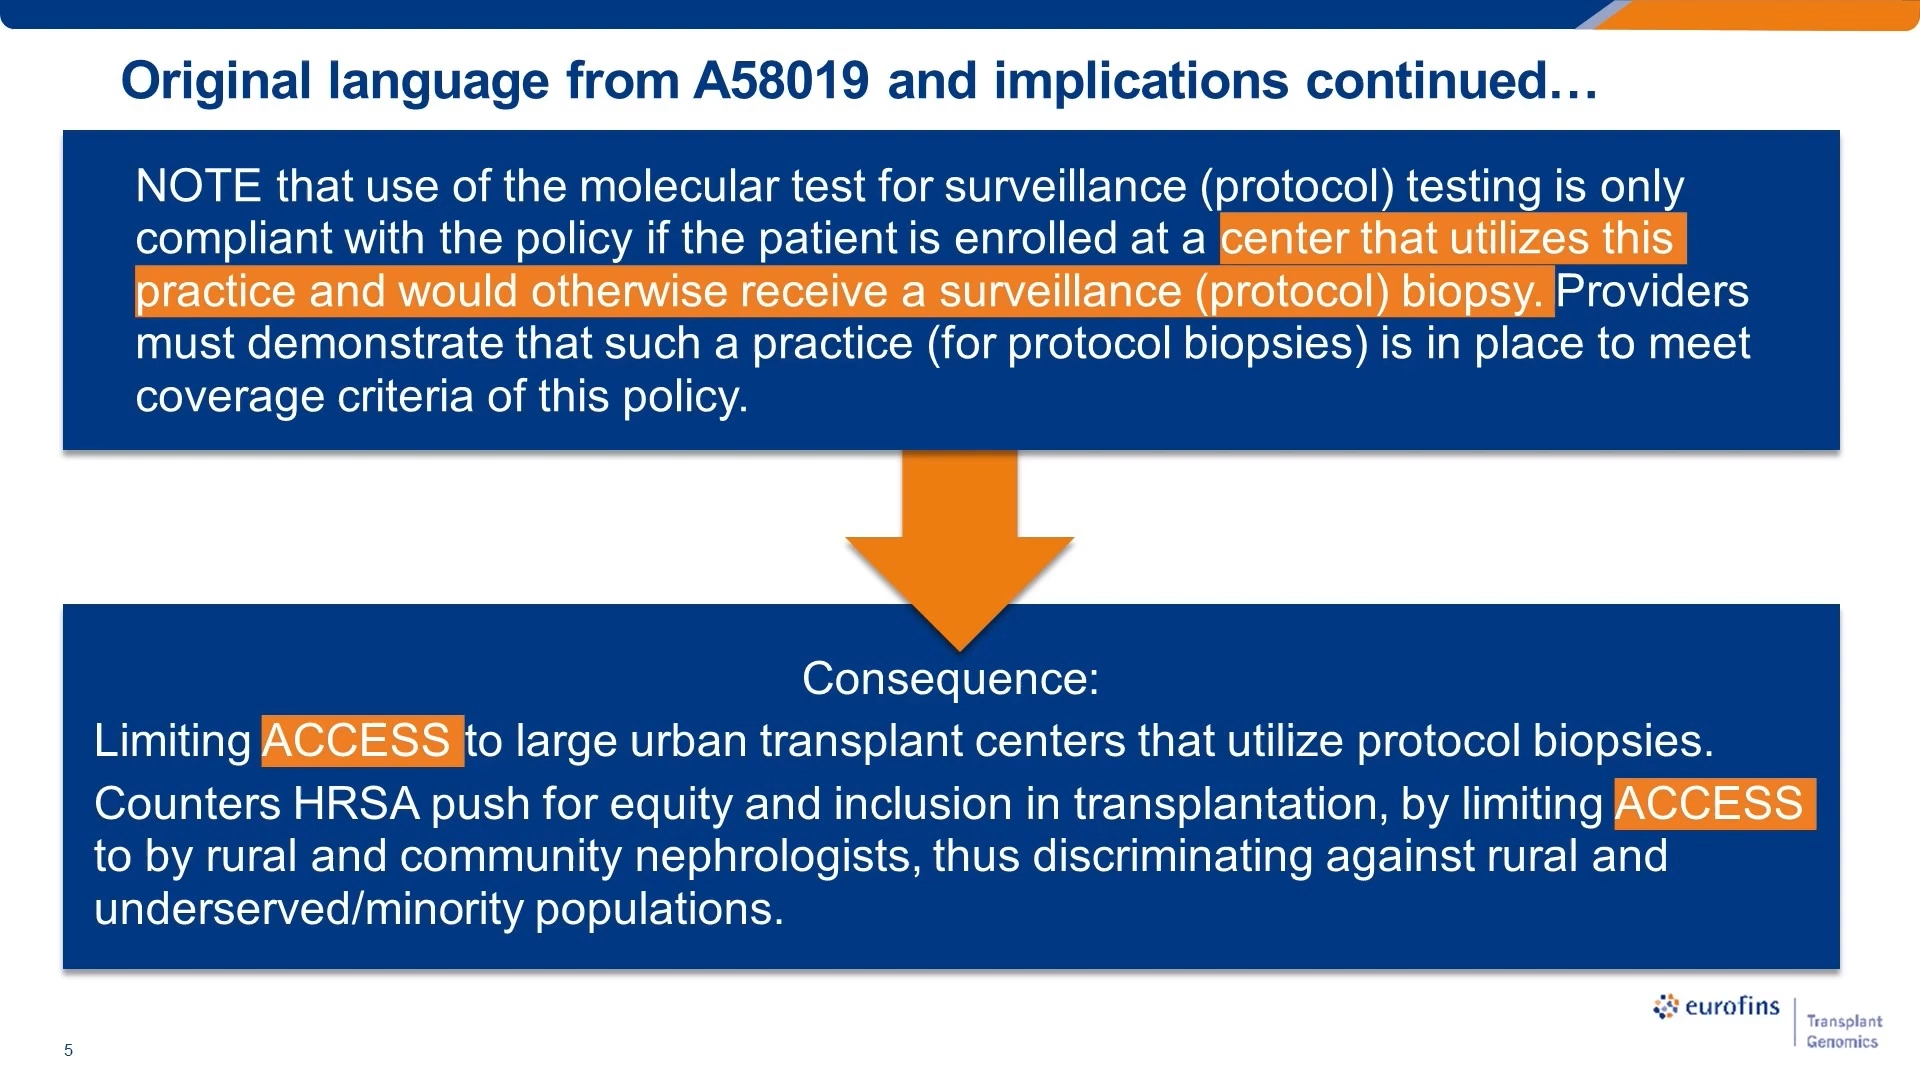 Original language from A58019 and implications continued…
NOTE that use of the molecular test for surveillance (protocol) testing is only
compliant with the policy if the patient is enrolled at a center that utilizes this
practice and would otherwise receive a surveillance (protocol) biopsy. Providers
must demonstrate that such a practice (for protocol biopsies) is in place to meet
coverage criteria of this policy.
Consequence:
Limiting ACCESS to large urban transplant centers that utilize protocol biopsies.
Counters HRSA push for equity and inclusion in transplantation, by limiting ACCESS
to by rural and community nephrologists, thus discriminating against rural and
underserved/minority populations.
eurofins
Transplant
Genomics
5